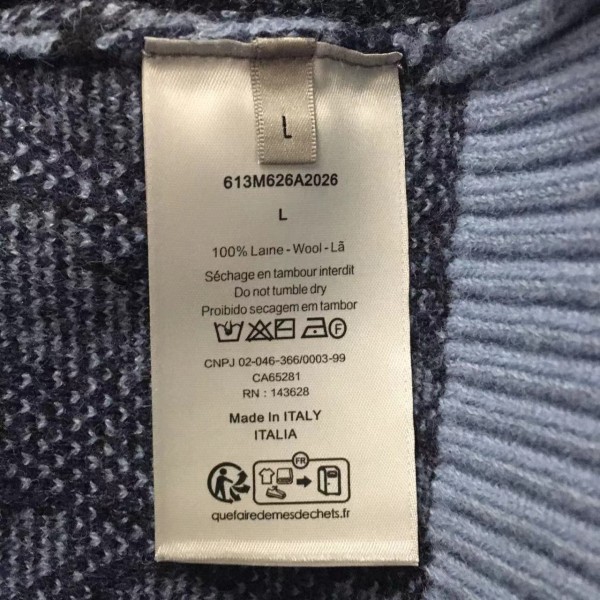 L
613M626A2026
L
100% Laine - Wool - Lã
Séchage en tambour interdit
Do not tumble dry
Proibido secagem em tambor
F
CNPJ 02-046-366/0003-99
CA65281
RN : 143628
Made In ITALY
ITALIA
FR
quefairedemesdechets.fr